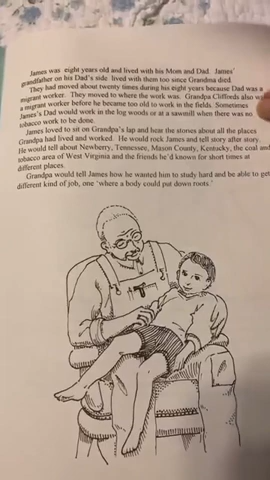 James was eight years old and lived with his Mom and Dad. James'
grandfather on his Dad's side lived with them too since Grandma died.
They had moved about twenty times during his eight years because Dad was a
migrant worker. They moved to where the work was. Grandpa Cliffords also
a migrant worker before he became too old to work in the fields. Sometimes
James's Dad would work in the log woods or at a sawmill when there was no
tobacco work to be done.
James loved to sit on Grandpa's lap and hear the stories about all the places
Grandpa had lived and worked. He would rock James and tell story after story.
He would tell about Newberry, Tennessee, Mason County, Kentucky, the coal and
tobacco area of West Virginia and the friends he'd known for short times at
different places.
Grandpa would tell James how he wanted him to study hard and be able to get
different kind of job, one 'where a body could put down roots.'